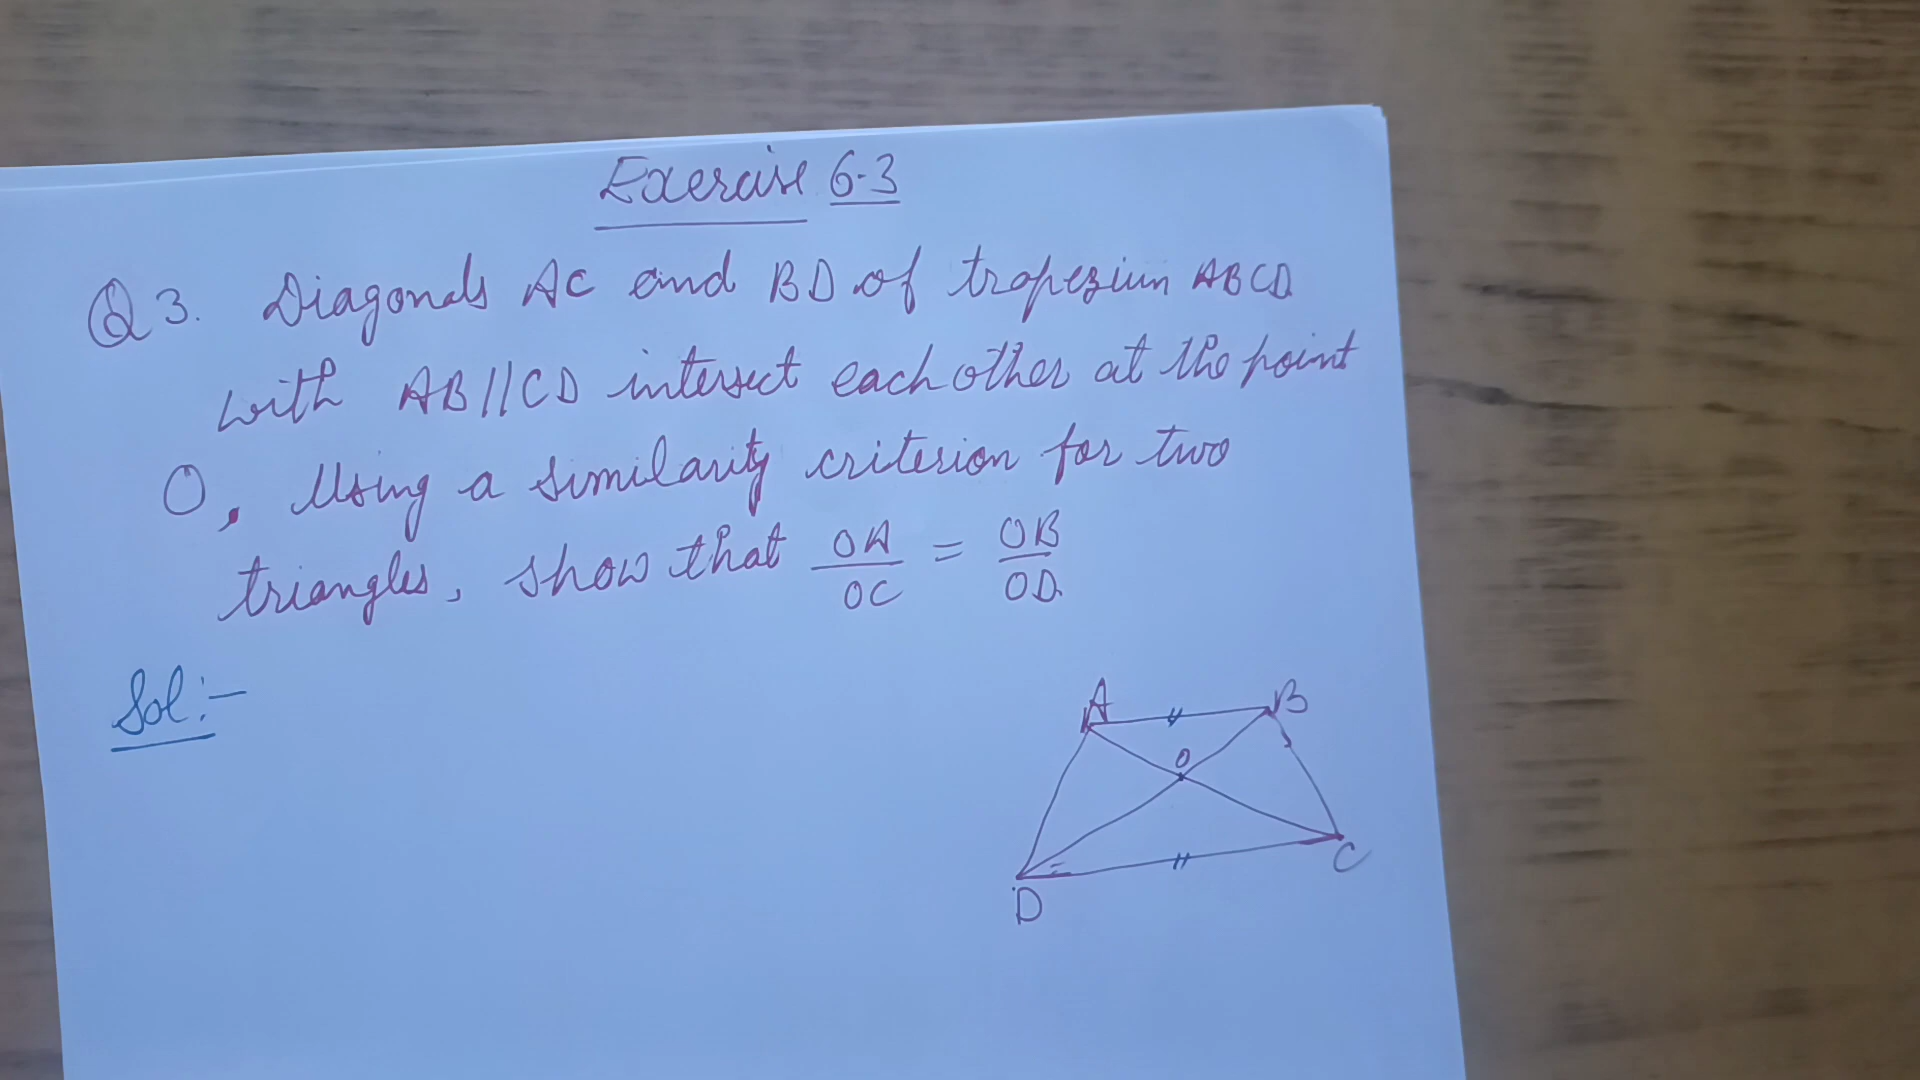 Exercise 6.3
Q3. Diagonals AC and BD of trapezium ABCD
with AB||CD intersect each other at the point
O, Using a similarity criterion for two
triangles, show that OA/OC = OB/OD.
Sol:-
A B
O
D C